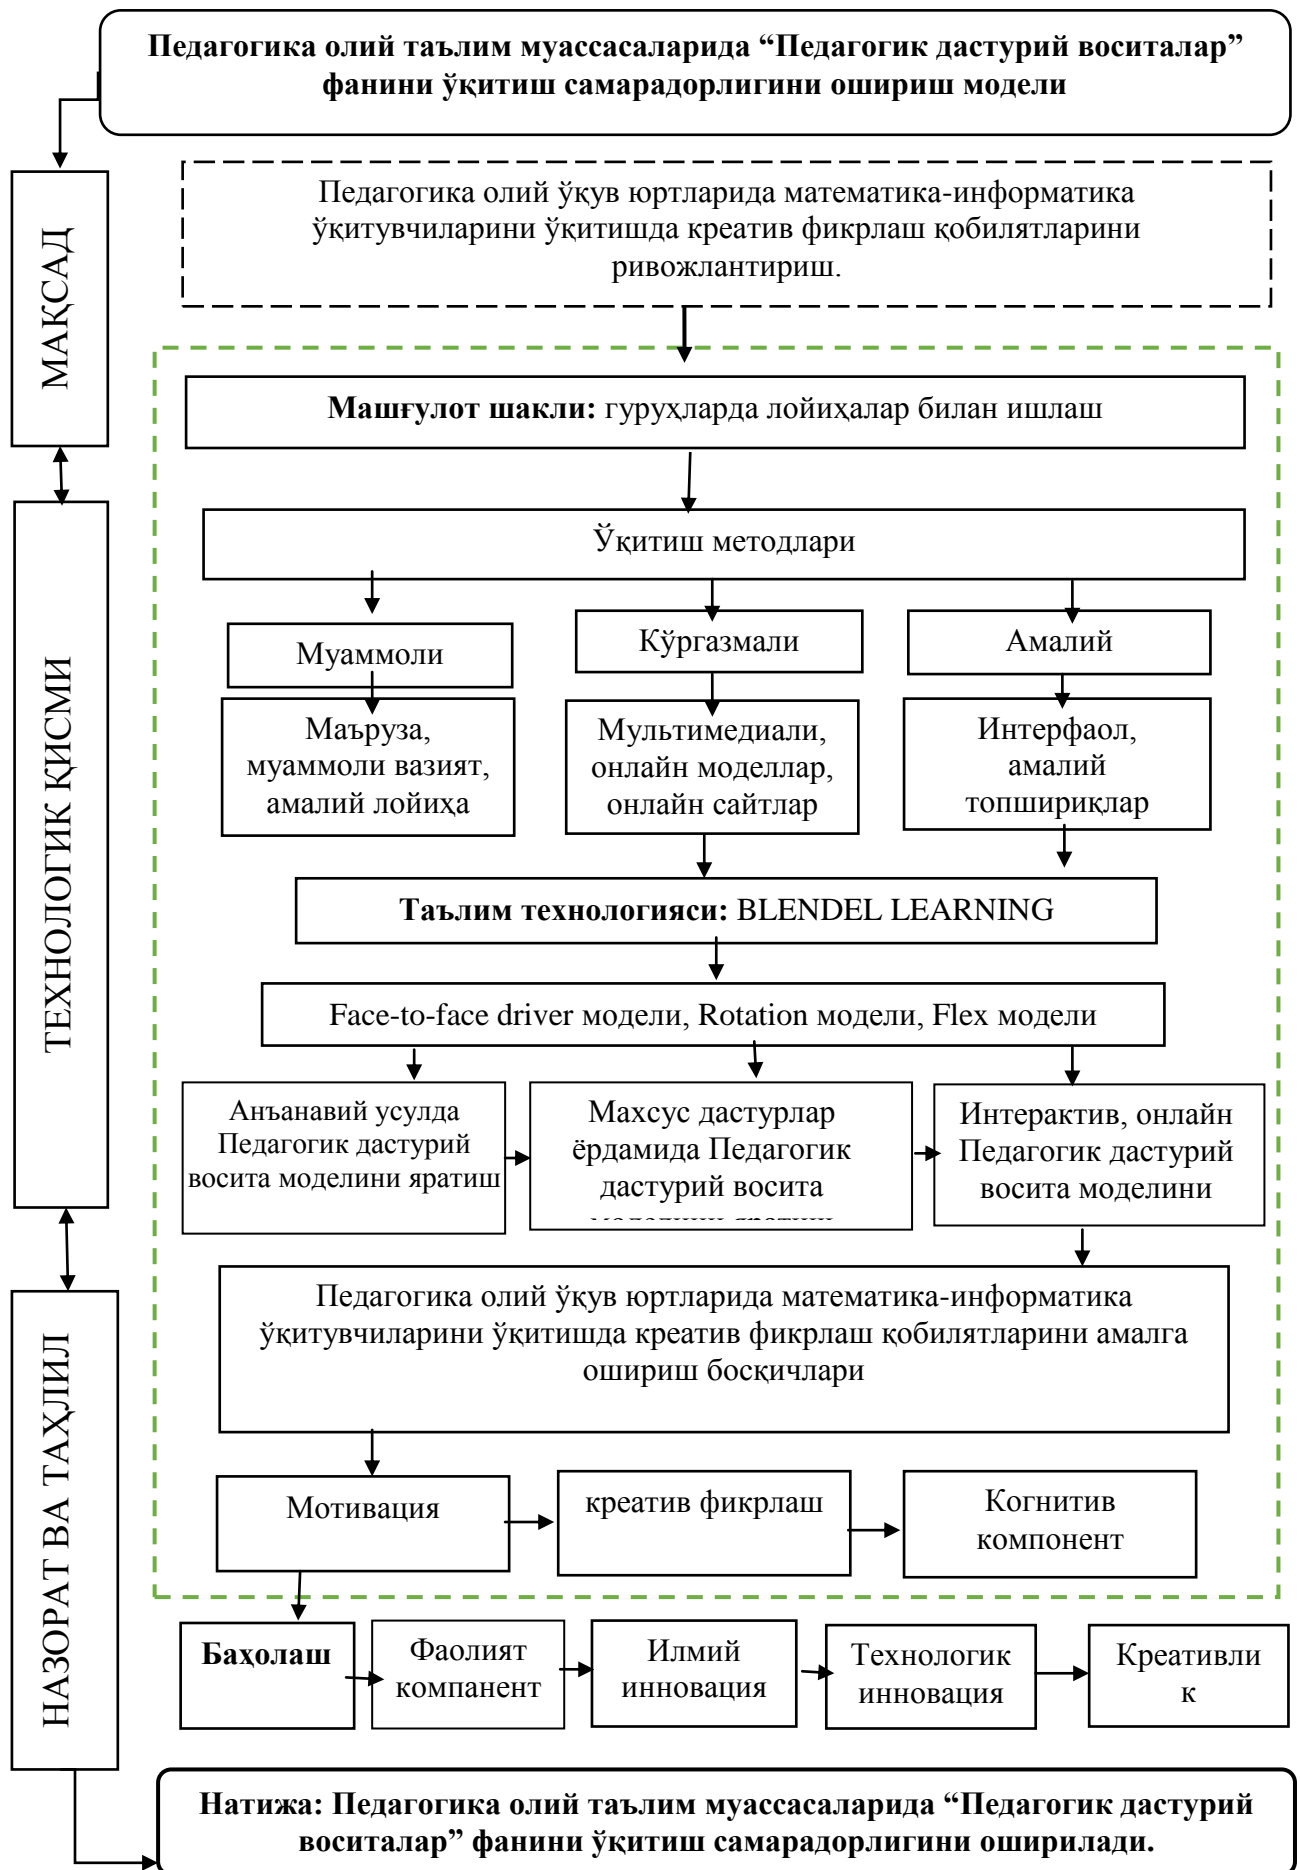 Педагогика олий таълим муассасаларида “Педагогик дастурий воситалар”
фанини ўқитиш самарадорлигини ошириш модели
МАҚСАД
Педагогика олий ўқув юртларида математика-информатика
ўқитувчиларини ўқитишда креатив фикрлаш қобилятларини
ривожлантириш.
Машғулот шакли: гуруҳларда лойиҳалар билан ишлаш
Ўқитиш методлари
ТЕХНОЛОГИК ҚИСМИ
Муаммоли
Кўргазмали
Амалий
Маъруза,
муаммоли вазият,
амалий лойиҳа
Мультимедиали,
онлайн моделлар,
онлайн сайтлар
Интерфаол,
амалий
топшириқлар
Таълим технологияси: BLENDEL LEARNING
Face-to-face driver модели, Rotation модели, Flex модели
Анъанавий усулда
Педагогик дастурий
восита моделини яратиш
Махсус дастурлар
ёрдамида Педагогик
дастурий восита
Интерактив, онлайн
Педагогик дастурий
восита моделини
НАЗОРАТ ВА ТАҲЛИЛ
Педагогика олий ўқув юртларида математика-информатика
ўқитувчиларини ўқитишда креатив фикрлаш қобилятларини амалга
ошириш босқичлари
Мотивация
креатив фикрлаш
Когнитив
компонент
Баҳолаш
Фаолият
компанент
Илмий
инновация
Технологик
инновация
Креативли
к
Натижа: Педагогика олий таълим муассасаларида “Педагогик дастурий
воситалар” фанини ўқитиш самарадорлигини оширилади.